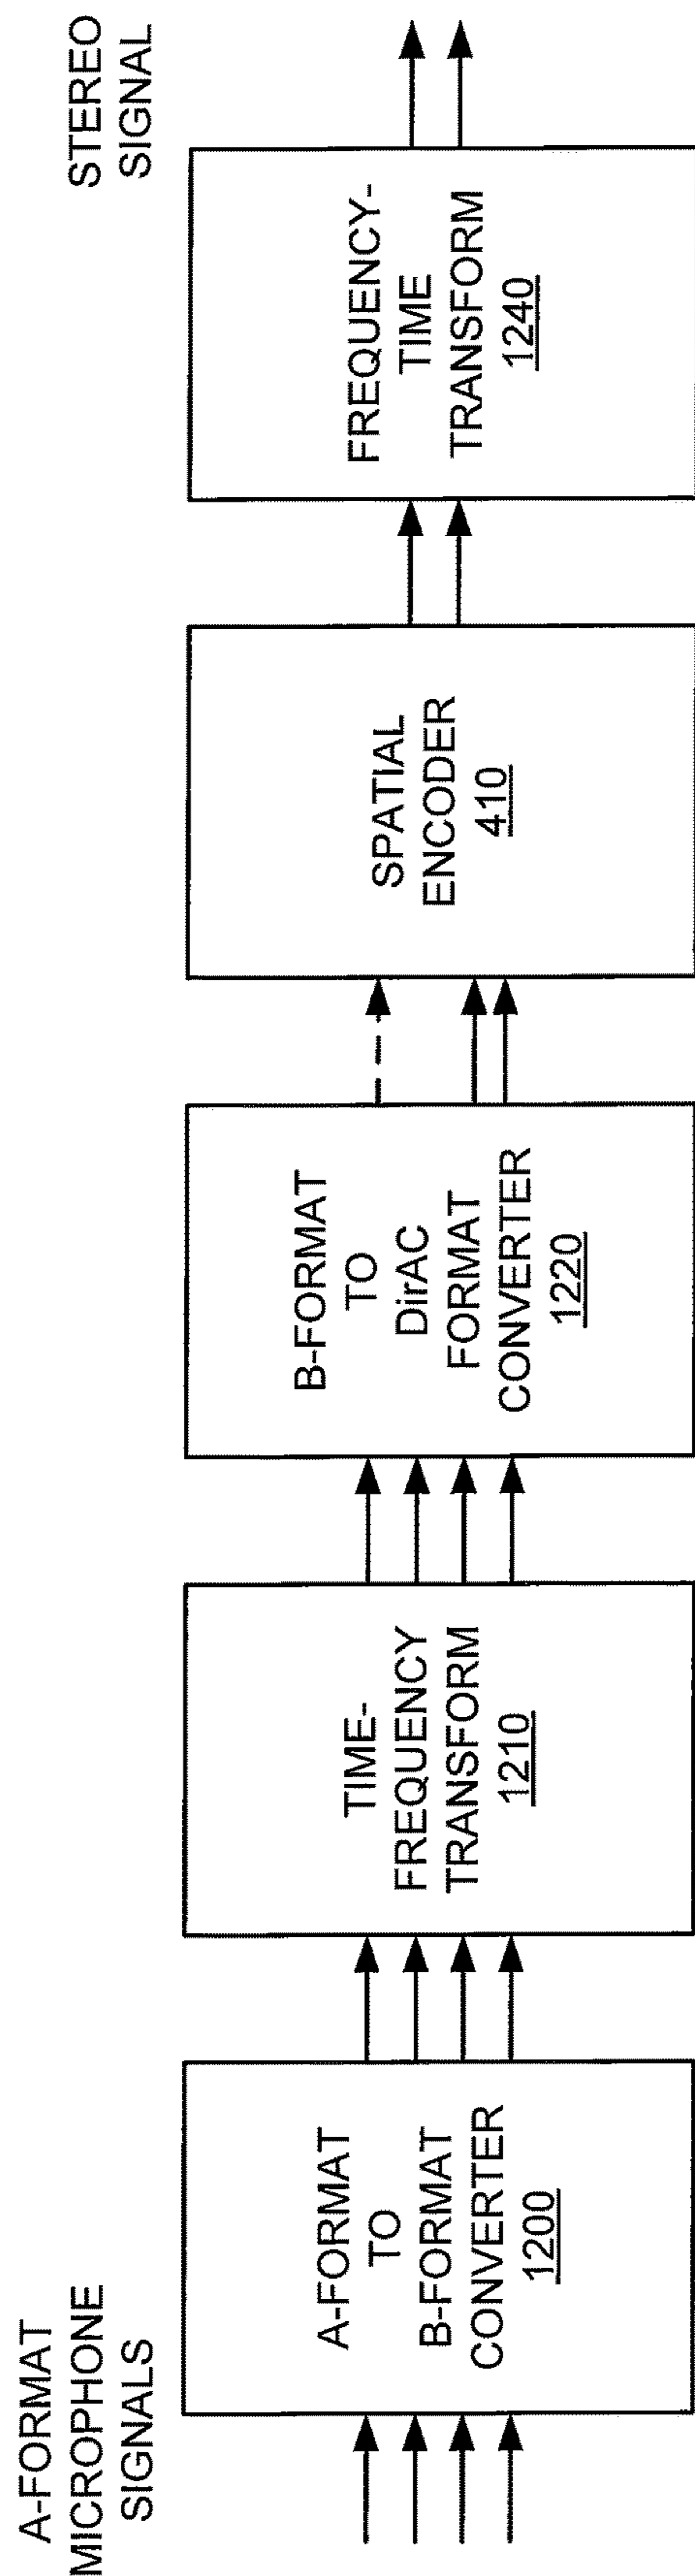 A-FORMAT
MICROPHONE
SIGNALS
A-FORMAT
TO
B-FORMAT
CONVERTER
1200
TIME-
FREQUENCY
TRANSFORM
1210
B-FORMAT
TO
DirAC
FORMAT
CONVERTER
1220
SPATIAL
ENCODER
410
FREQUENCY-
TIME
TRANSFORM
1240
STEREO
SIGNAL